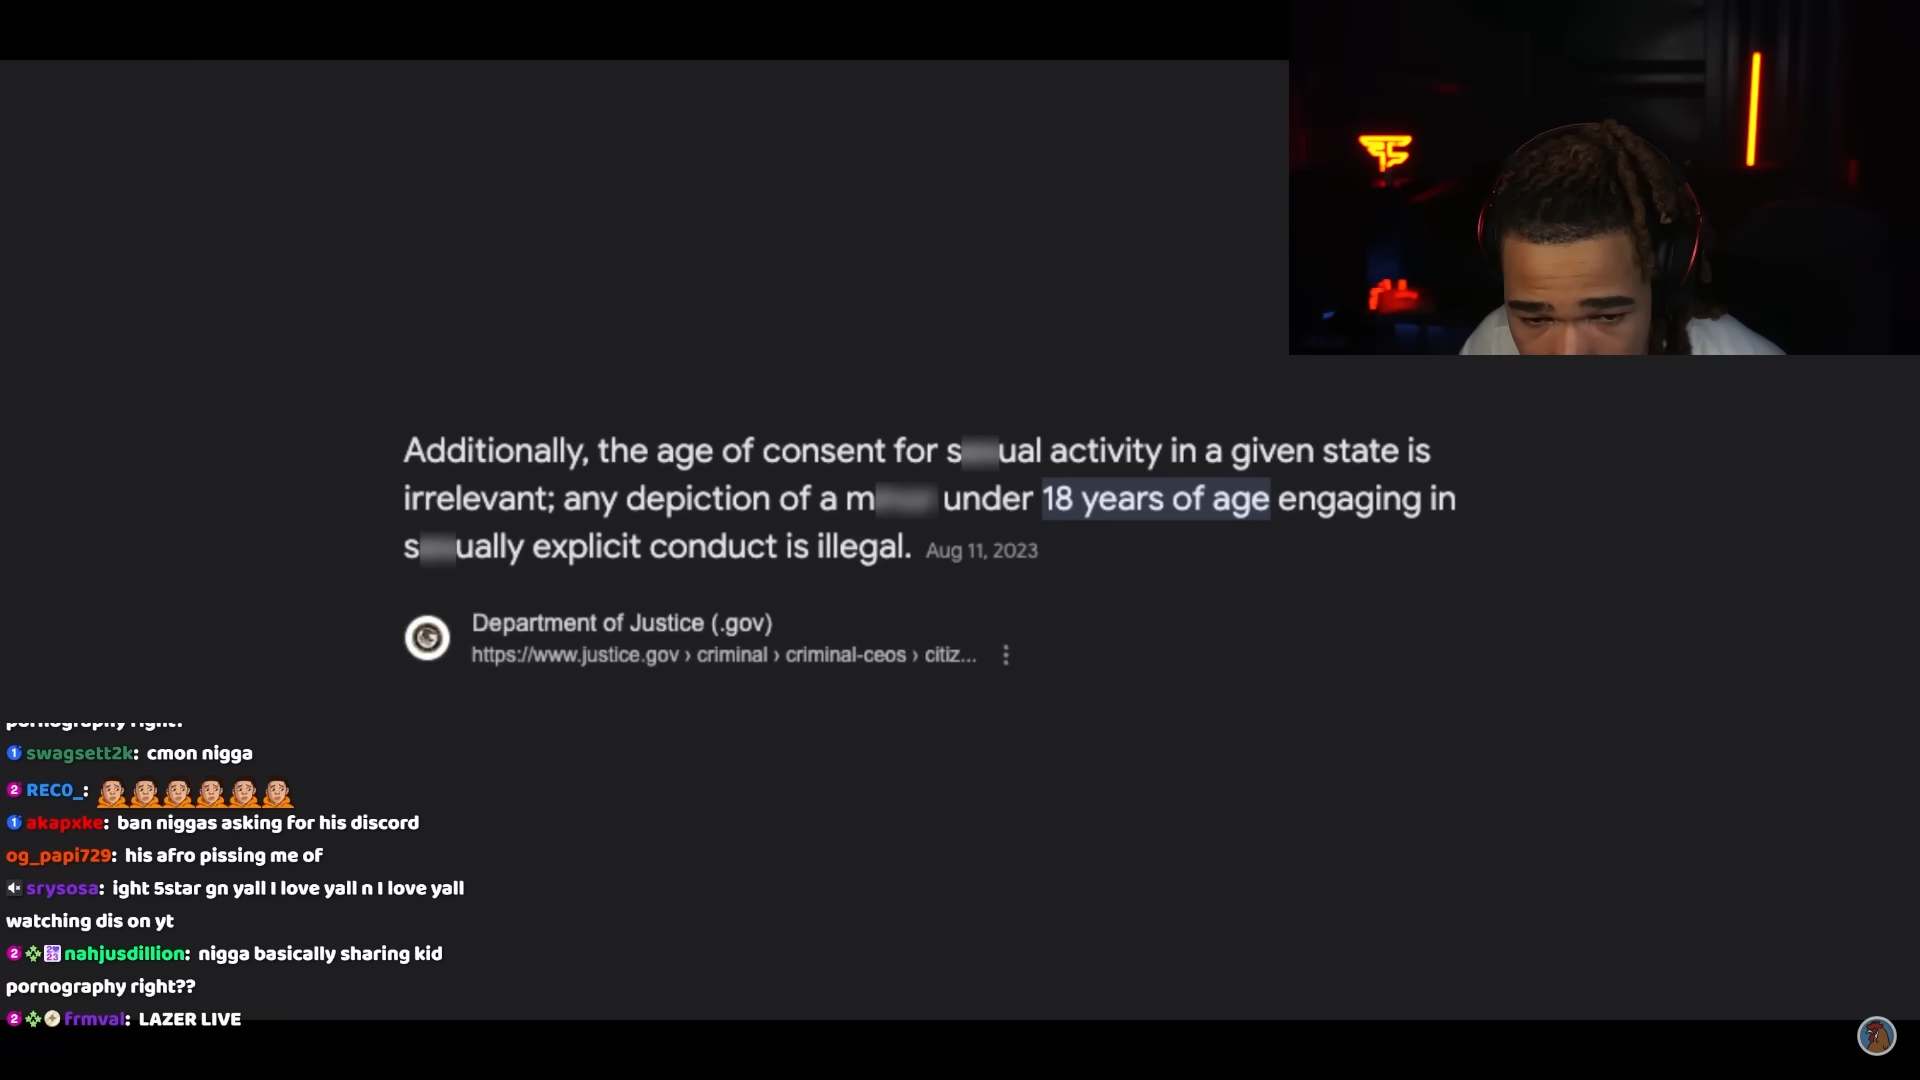 Additionally, the age of consent for s ual activity in a given state is
irrelevant; any depiction of a m under 18 years of age engaging in
s ually explicit conduct is illegal. Aug 11, 2023
Department of Justice (.gov)
https://www.justice.gov › criminal › criminal-ceos › citiz...
pornography right?
swagsett2k: cmon nigga
RECO_:
akapxke: ban niggas asking for his discord
og_papi729: his afro pissing me of
srysosa: ight 5star gn yall I love yall n I love yall
watching dis on yt
nahjusdillion: nigga basically sharing kid
pornography right??
frmval: LAZER LIVE